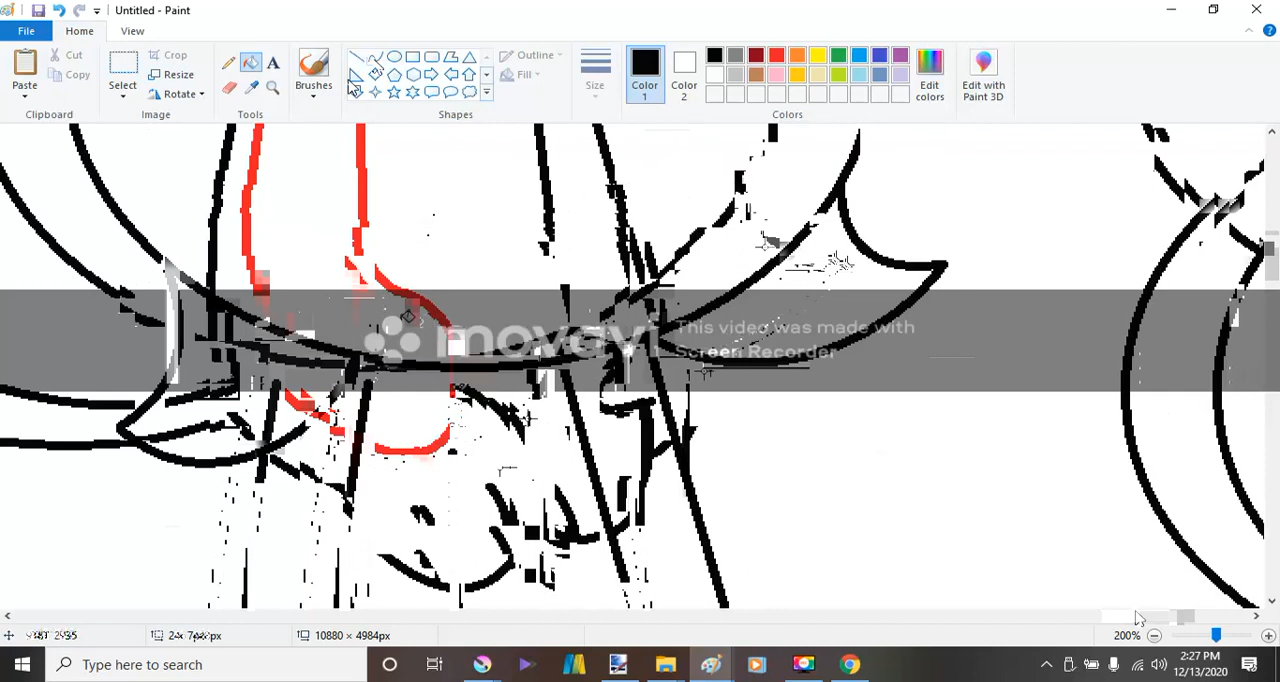 Untitled - Paint
File
Home
View
Paste
Cut
Copy
Clipboard
Select
Crop
Resize
Rotate
Image
Tools
Brushes
Shapes
Outline
Fill
Size
Color 1
Color 2
Colors
Edit colors
Edit with Paint 3D
movavi
This video was made with
Screen Recorder
10880 × 4984px
200%
Type here to search
2:27 PM
12/13/2020